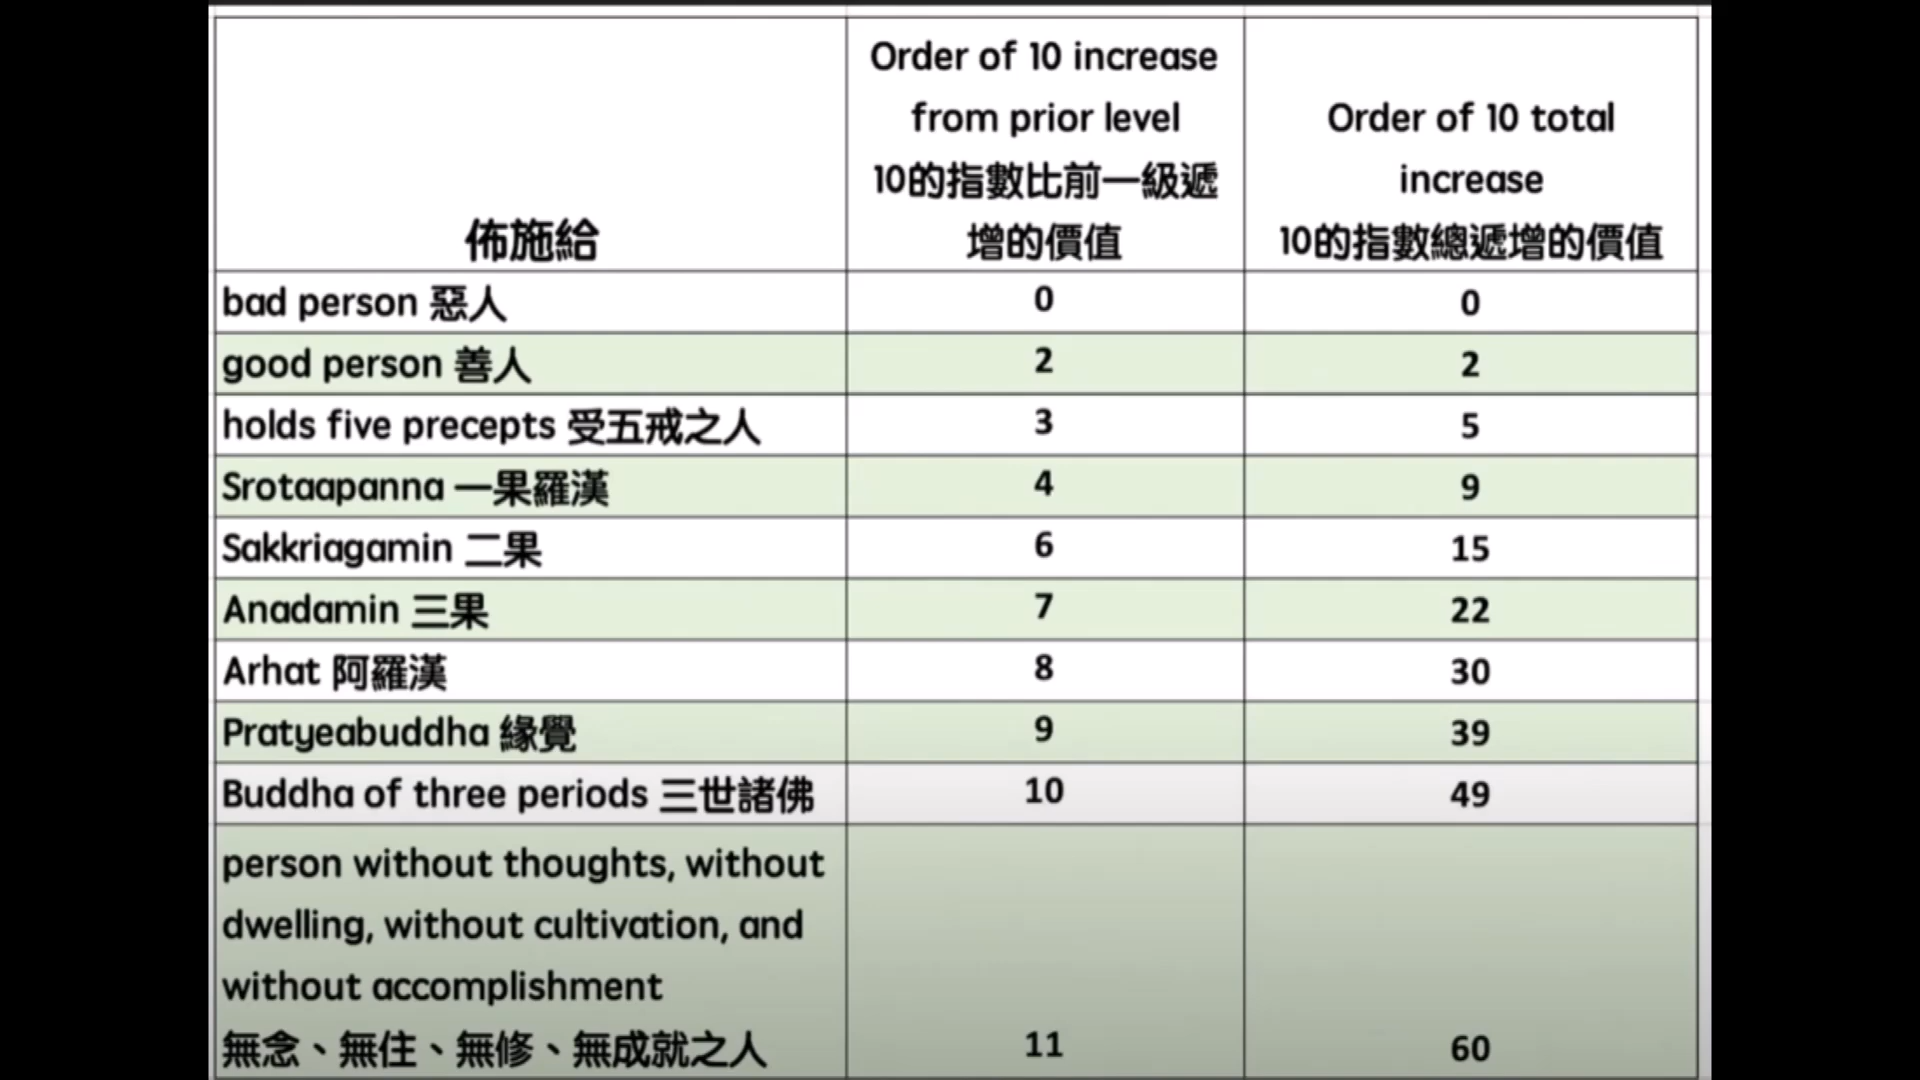 佈施給
Order of 10 increase
from prior level
10的指數比前一級遞
增的價值
Order of 10 total
increase
10的指數總遞增的價值
bad person 惡人 0 0
good person 善人 2 2
holds five precepts 受五戒之人 3 5
Srotaapanna 一果羅漢 4 9
Sakkriagamin 二果 6 15
Anadamin 三果 7 22
Arhat 阿羅漢 8 30
Pratyeabuddha 緣覺 9 39
Buddha of three periods 三世諸佛 10 49
person without thoughts, without
dwelling, without cultivation, and
without accomplishment
無念、無住、無修、無成就之人 11 60